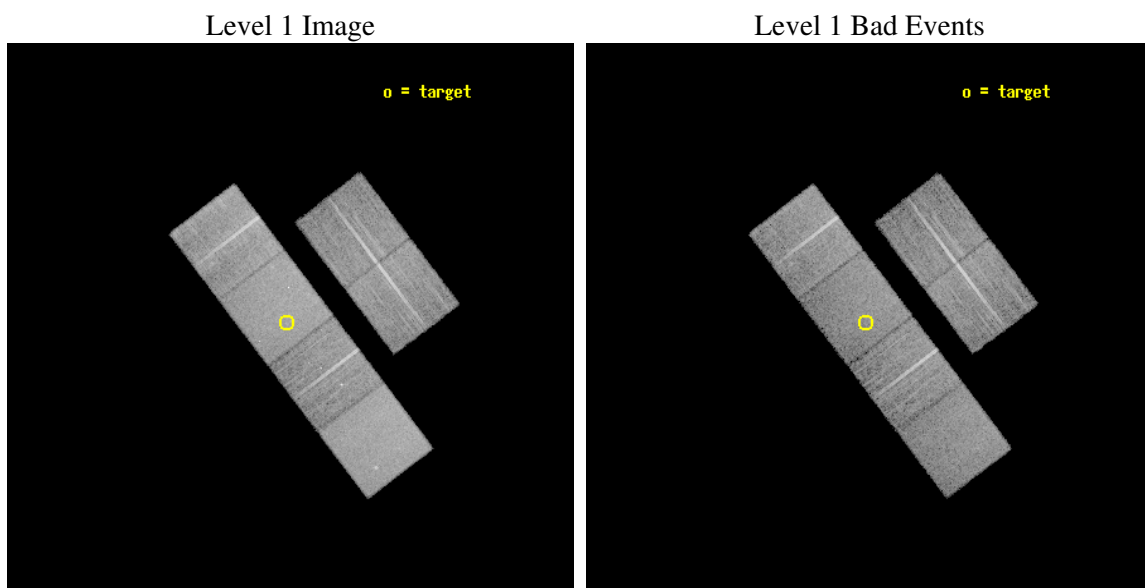 Level 1 Image
Level 1 Bad Events
o = target
o = target